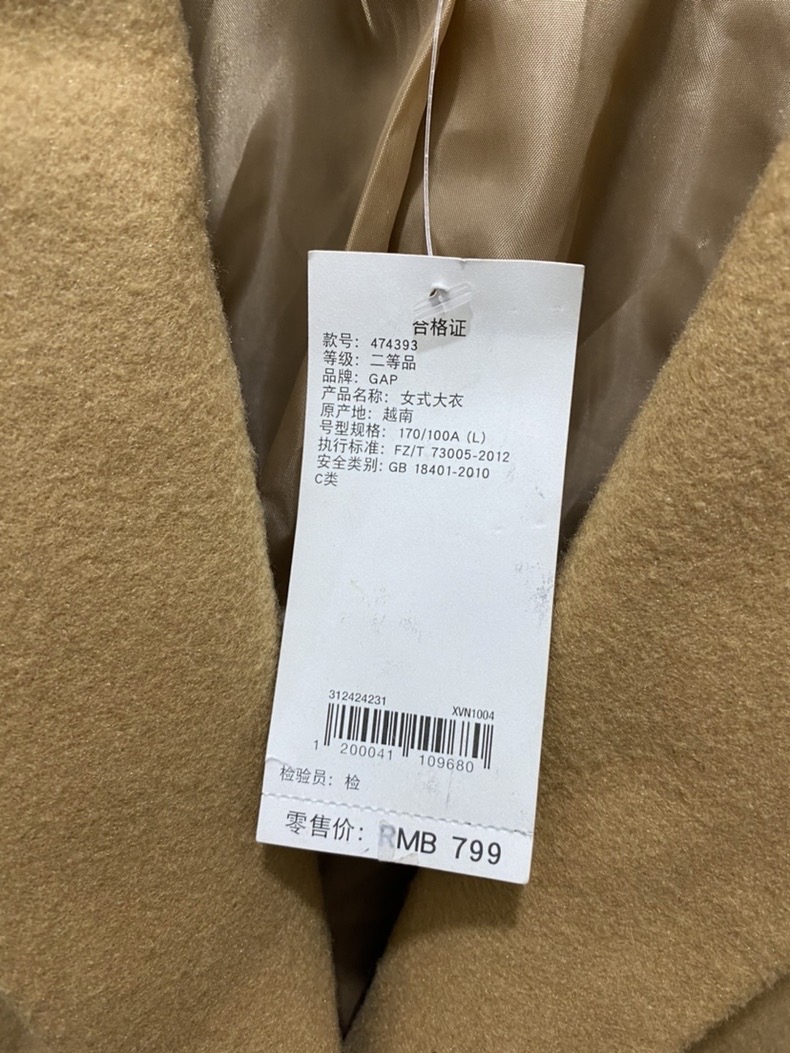 合格证
款号：474393
等级：二等品
品牌：GAP
产品名称：女式大衣
原产地：越南
号型规格：170/100A (L)
执行标准：FZ/T 73005-2012
安全类别：GB 18401-2010
C类
312424231 XVN1004
1 200041 109680
检验员：检
零售价：RMB 799